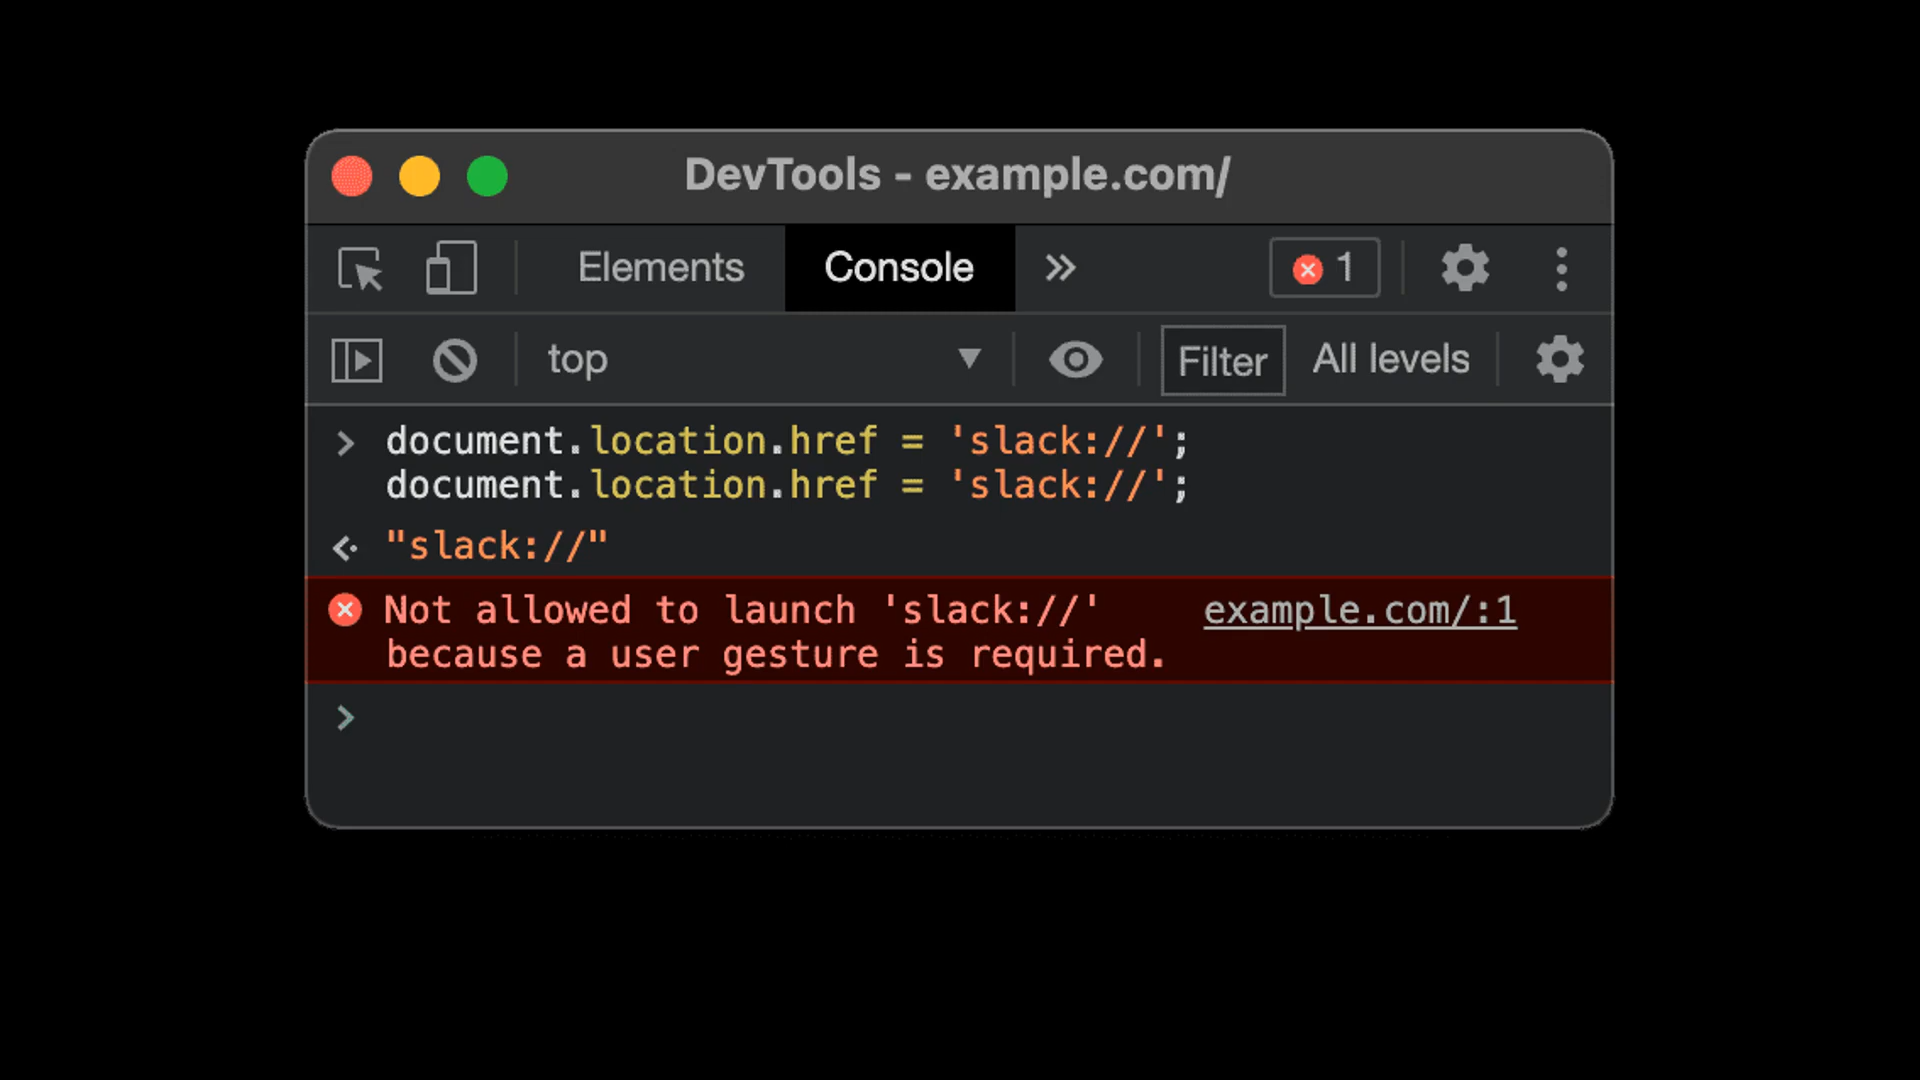 DevTools - example.com/
Elements Console 1
top Filter All levels
document.location.href = 'slack://';
document.location.href = 'slack://';
"slack://"
Not allowed to launch 'slack://' example.com/:1
because a user gesture is required.